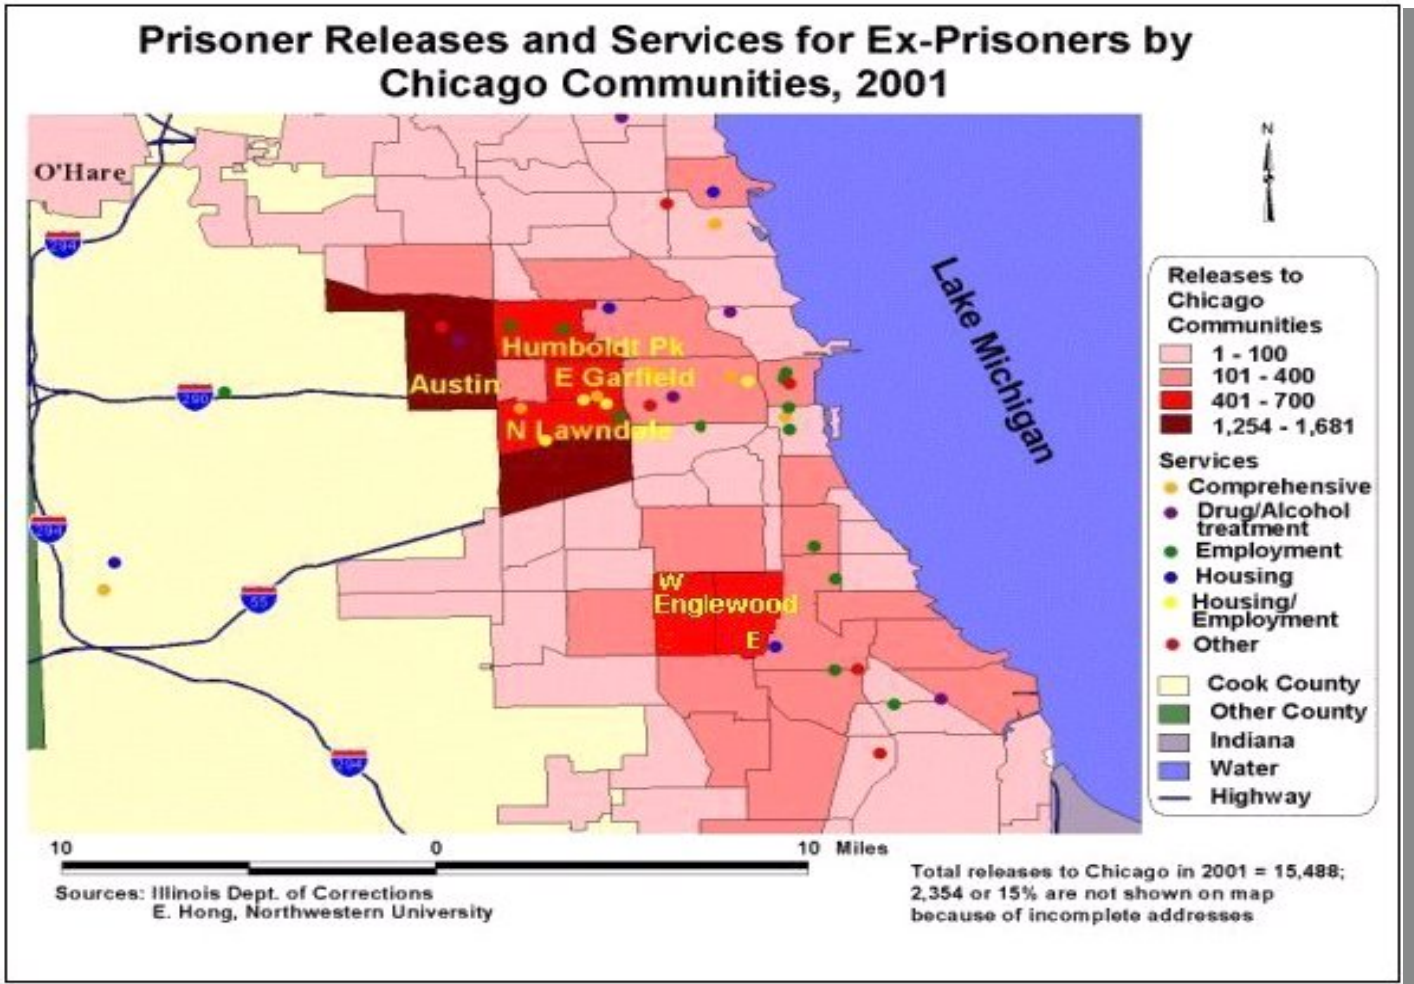 Prisoner Releases and Services for Ex-Prisoners by
Chicago Communities, 2001
O'Hare
294
N
Lake Michigan
Humboldt Pk
E Garfield
Austin
290
N Lawndale
294
W
Englewood
E
55
294
Releases to
Chicago
Communities
1 - 100
101 - 400
401 - 700
1,254 - 1,681
Services
Comprehensive
Drug/Alcohol
treatment
Employment
Housing
Housing/
Employment
Other
Cook County
Other County
Indiana
Water
Highway
10 0 10 Miles
Sources: Illinois Dept. of Corrections
E. Hong, Northwestern University
Total releases to Chicago in 2001 = 15,488;
2,354 or 15% are not shown on map
because of incomplete addresses